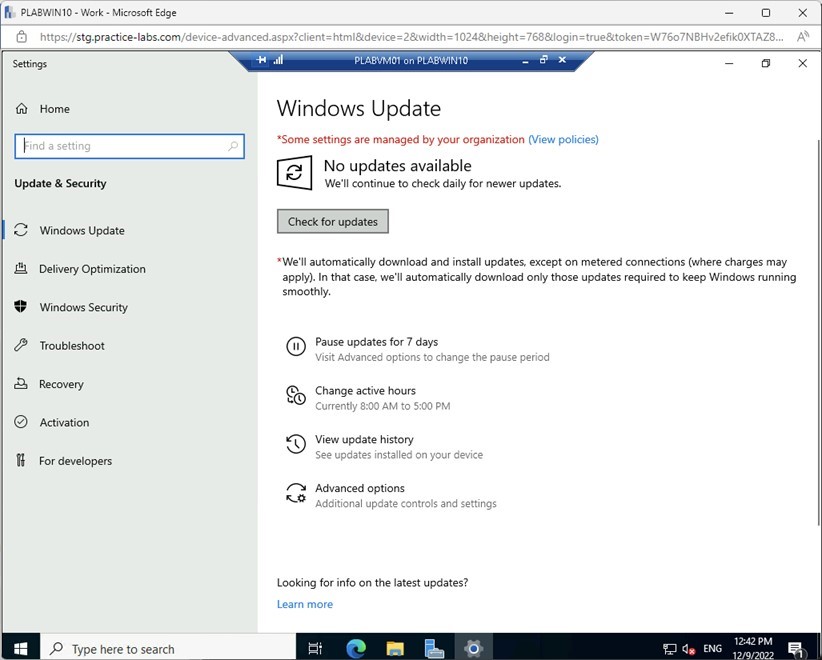 PLABWIN10 - Work - Microsoft Edge
https://stg.practice-labs.com/device-advanced.aspx?client=html&device=2&width=1024&height=768&login=true&token=W76o7NBHv2efik0XTAZ8...
Settings
PLABVM01 on PLABWIN10
Home
Find a setting
Update & Security
Windows Update
Delivery Optimization
Windows Security
Troubleshoot
Recovery
Activation
For developers
Windows Update
*Some settings are managed by your organization (View policies)
No updates available
We'll continue to check daily for newer updates.
Check for updates
*We'll automatically download and install updates, except on metered connections (where charges may
apply). In that case, we'll automatically download only those updates required to keep Windows running
smoothly.
Pause updates for 7 days
Visit Advanced options to change the pause period
Change active hours
Currently 8:00 AM to 5:00 PM
View update history
See updates installed on your device
Advanced options
Additional update controls and settings
Looking for info on the latest updates?
Learn more
Type here to search
ENG
12:42 PM
12/9/2022
1